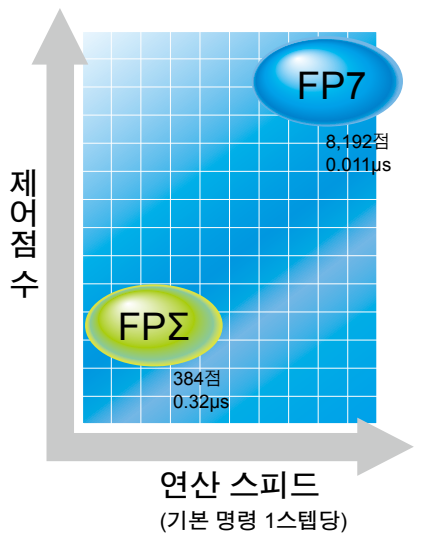 FP7
8,192점
0.011µs
제어점 수
FPΣ
384점
0.32µs
연산 스피드
(기본 명령 1스텝당)